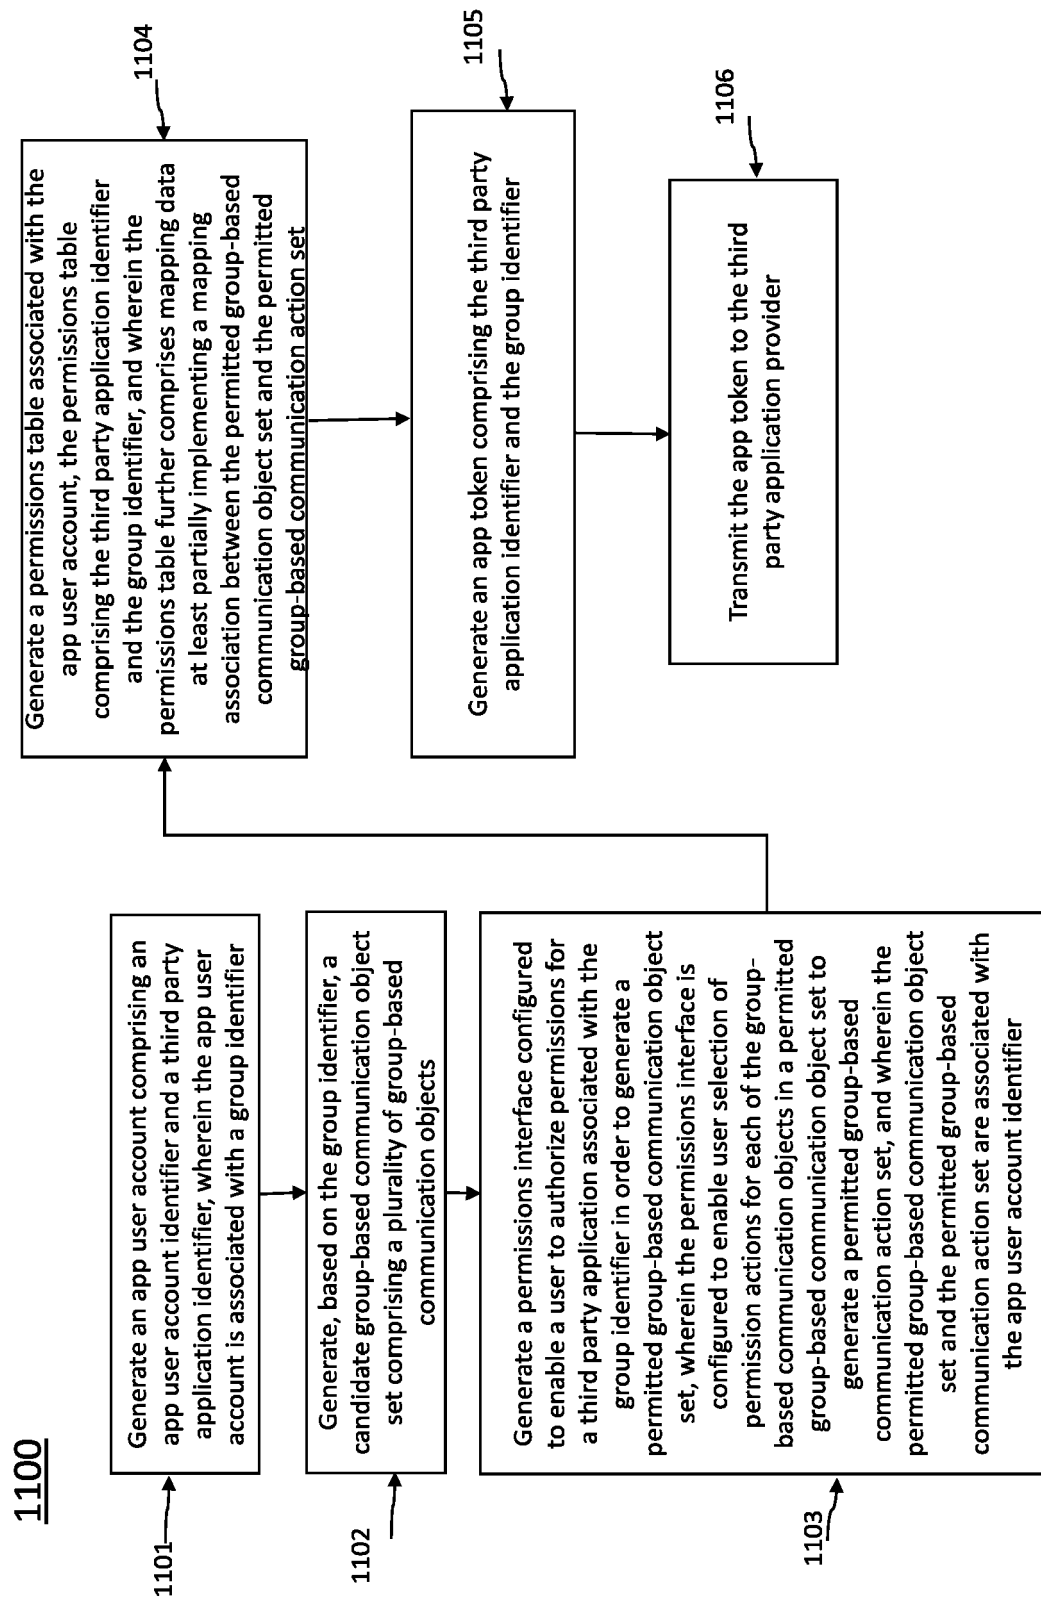 1100
1101
Generate an app user account comprising an
app user account identifier and a third party
application identifier, wherein the app user
account is associated with a group identifier
1102
Generate, based on the group identifier, a
candidate group-based communication object
set comprising a plurality of group-based
communication objects
1103
Generate a permissions interface configured
to enable a user to authorize permissions for
a third party application associated with the
group identifier in order to generate a
permitted group-based communication object
set, wherein the permissions interface is
configured to enable user selection of
permission actions for each of the group-
based communication objects in a permitted
group-based communication object set to
generate a permitted group-based
communication action set, and wherein the
permitted group-based communication object
set and the permitted group-based
communication action set are associated with
the app user account identifier
1104
Generate a permissions table associated with the
app user account, the permissions table
comprising the third party application identifier
and the group identifier, and wherein the
permissions table further comprises mapping data
at least partially implementing a mapping
association between the permitted group-based
communication object set and the permitted
group-based communication action set
1105
Generate an app token comprising the third party
application identifier and the group identifier
1106
Transmit the app token to the third
party application provider